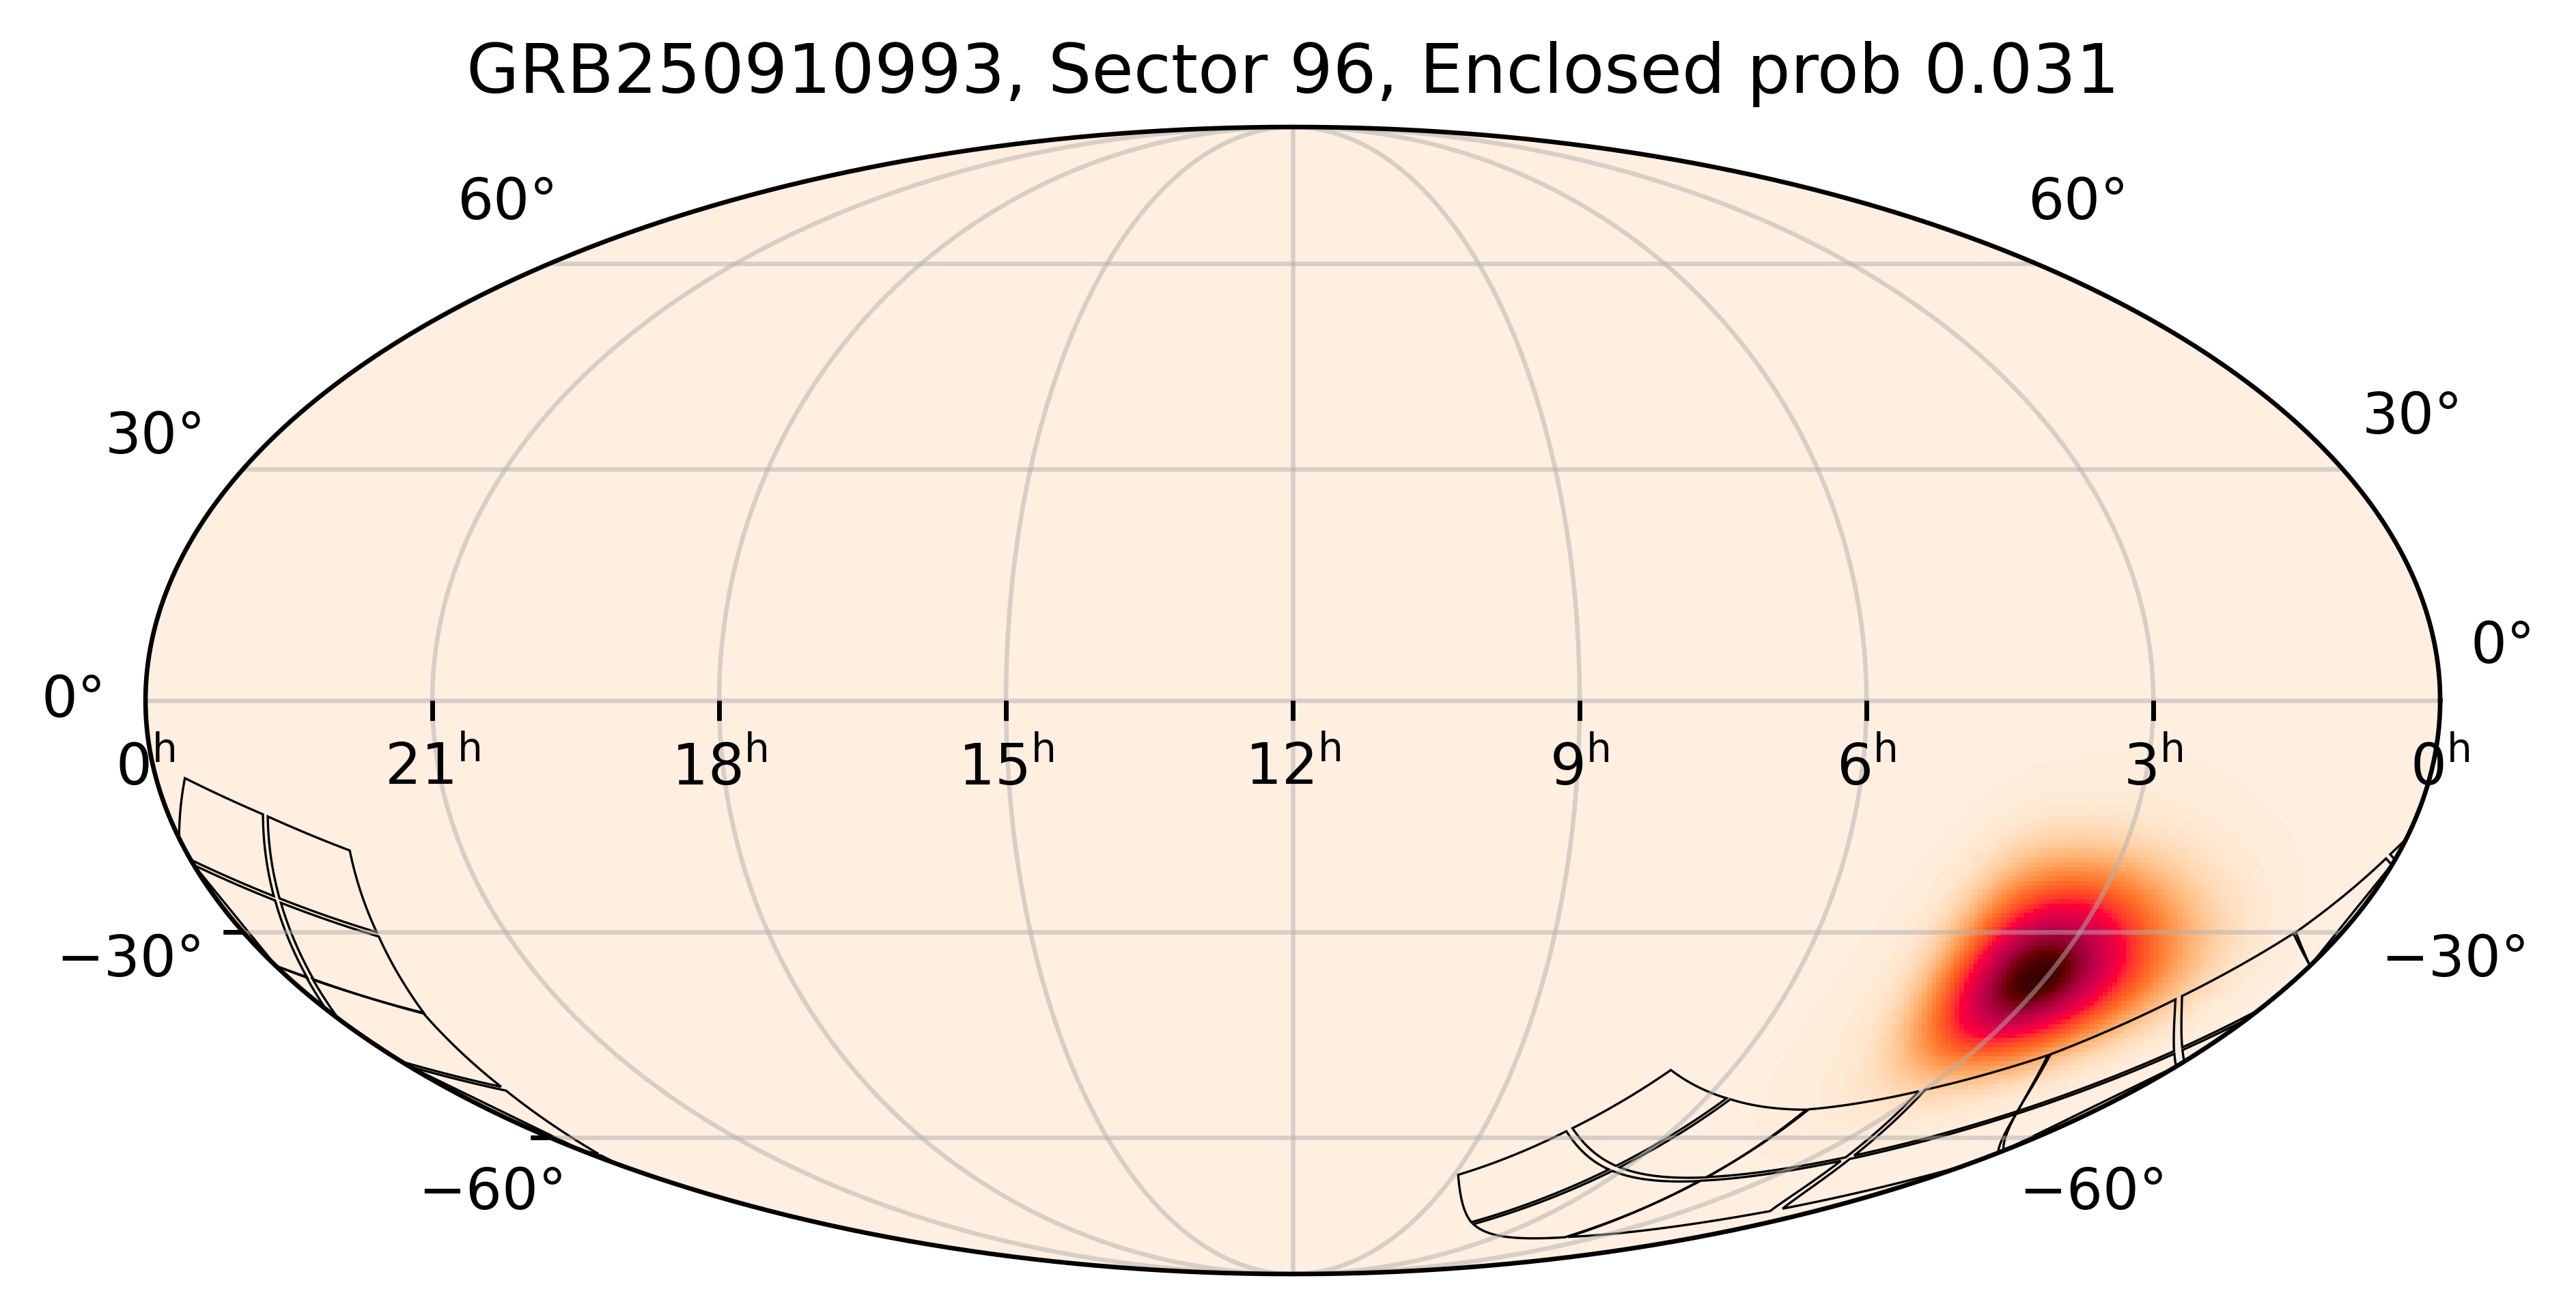 GRB250910993, Sector 96, Enclosed prob 0.031
60° 60°
30° 30°
0° 0°
0ʰ 21ʰ 18ʰ 15ʰ 12ʰ 9ʰ 6ʰ 3ʰ 0ʰ
−30° −30°
−60° −60°